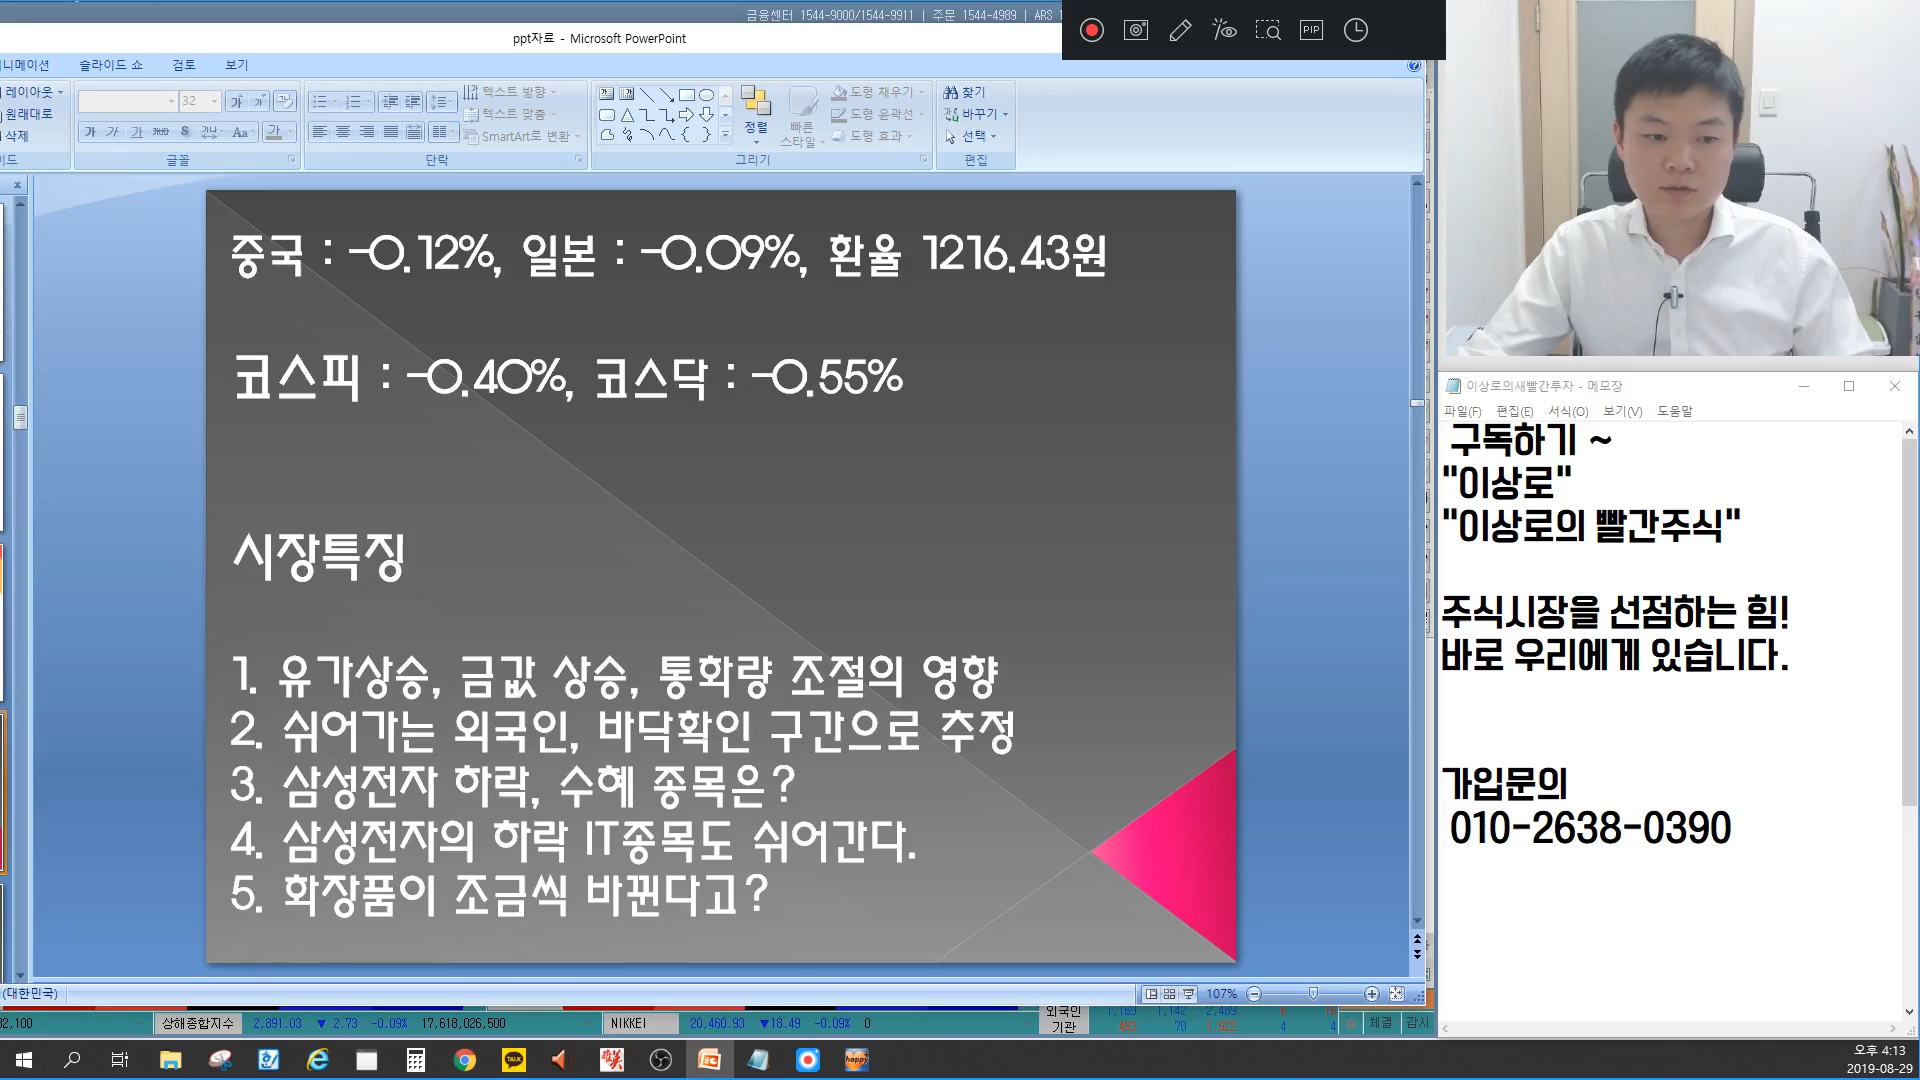 금융센터 1544-9000/1544-9911 | 주문 1544-4989 | ARS
ppt자료 - Microsoft PowerPoint
니메이션 슬라이드 쇼 검토 보기
레이아웃
원래대로
삭제
32
글꼴
텍스트 방향
텍스트 맞춤
SmartArt로 변환
단락
정렬
빠른
스타일
도형 채우기
도형 윤곽선
도형 효과
그리기
찾기
바꾸기
선택
편집
PIP
중국 : -0.12%, 일본 : -0.09%, 환율 1216.43원
코스피 : -0.40%, 코스닥 : -0.55%
시장특징
1. 유가상승, 금값 상승, 통화량 조절의 영향
2. 쉬어가는 외국인, 바닥확인 구간으로 추정
3. 삼성전자 하락, 수혜 종목은?
4. 삼성전자의 하락 IT종목도 쉬어간다.
5. 화장품이 조금씩 바뀐다고?
이상로의새빨간투자 - 메모장
파일(F) 편집(E) 서식(O) 보기(V) 도움말
구독하기 ~
"이상로"
"이상로의 빨간주식"
주식시장을 선점하는 힘!
바로 우리에게 있습니다.
가입문의
010-2638-0390
(대한민국)
107%
상해종합지수 2,891.03 ▼ 2.73 -0.09% 17,618,026,500
NIKKEI 20,460.93 ▼18.49 -0.09% 0
외국인
기관
체결 감시
TALK
happy
오후 4:13
2019-08-29